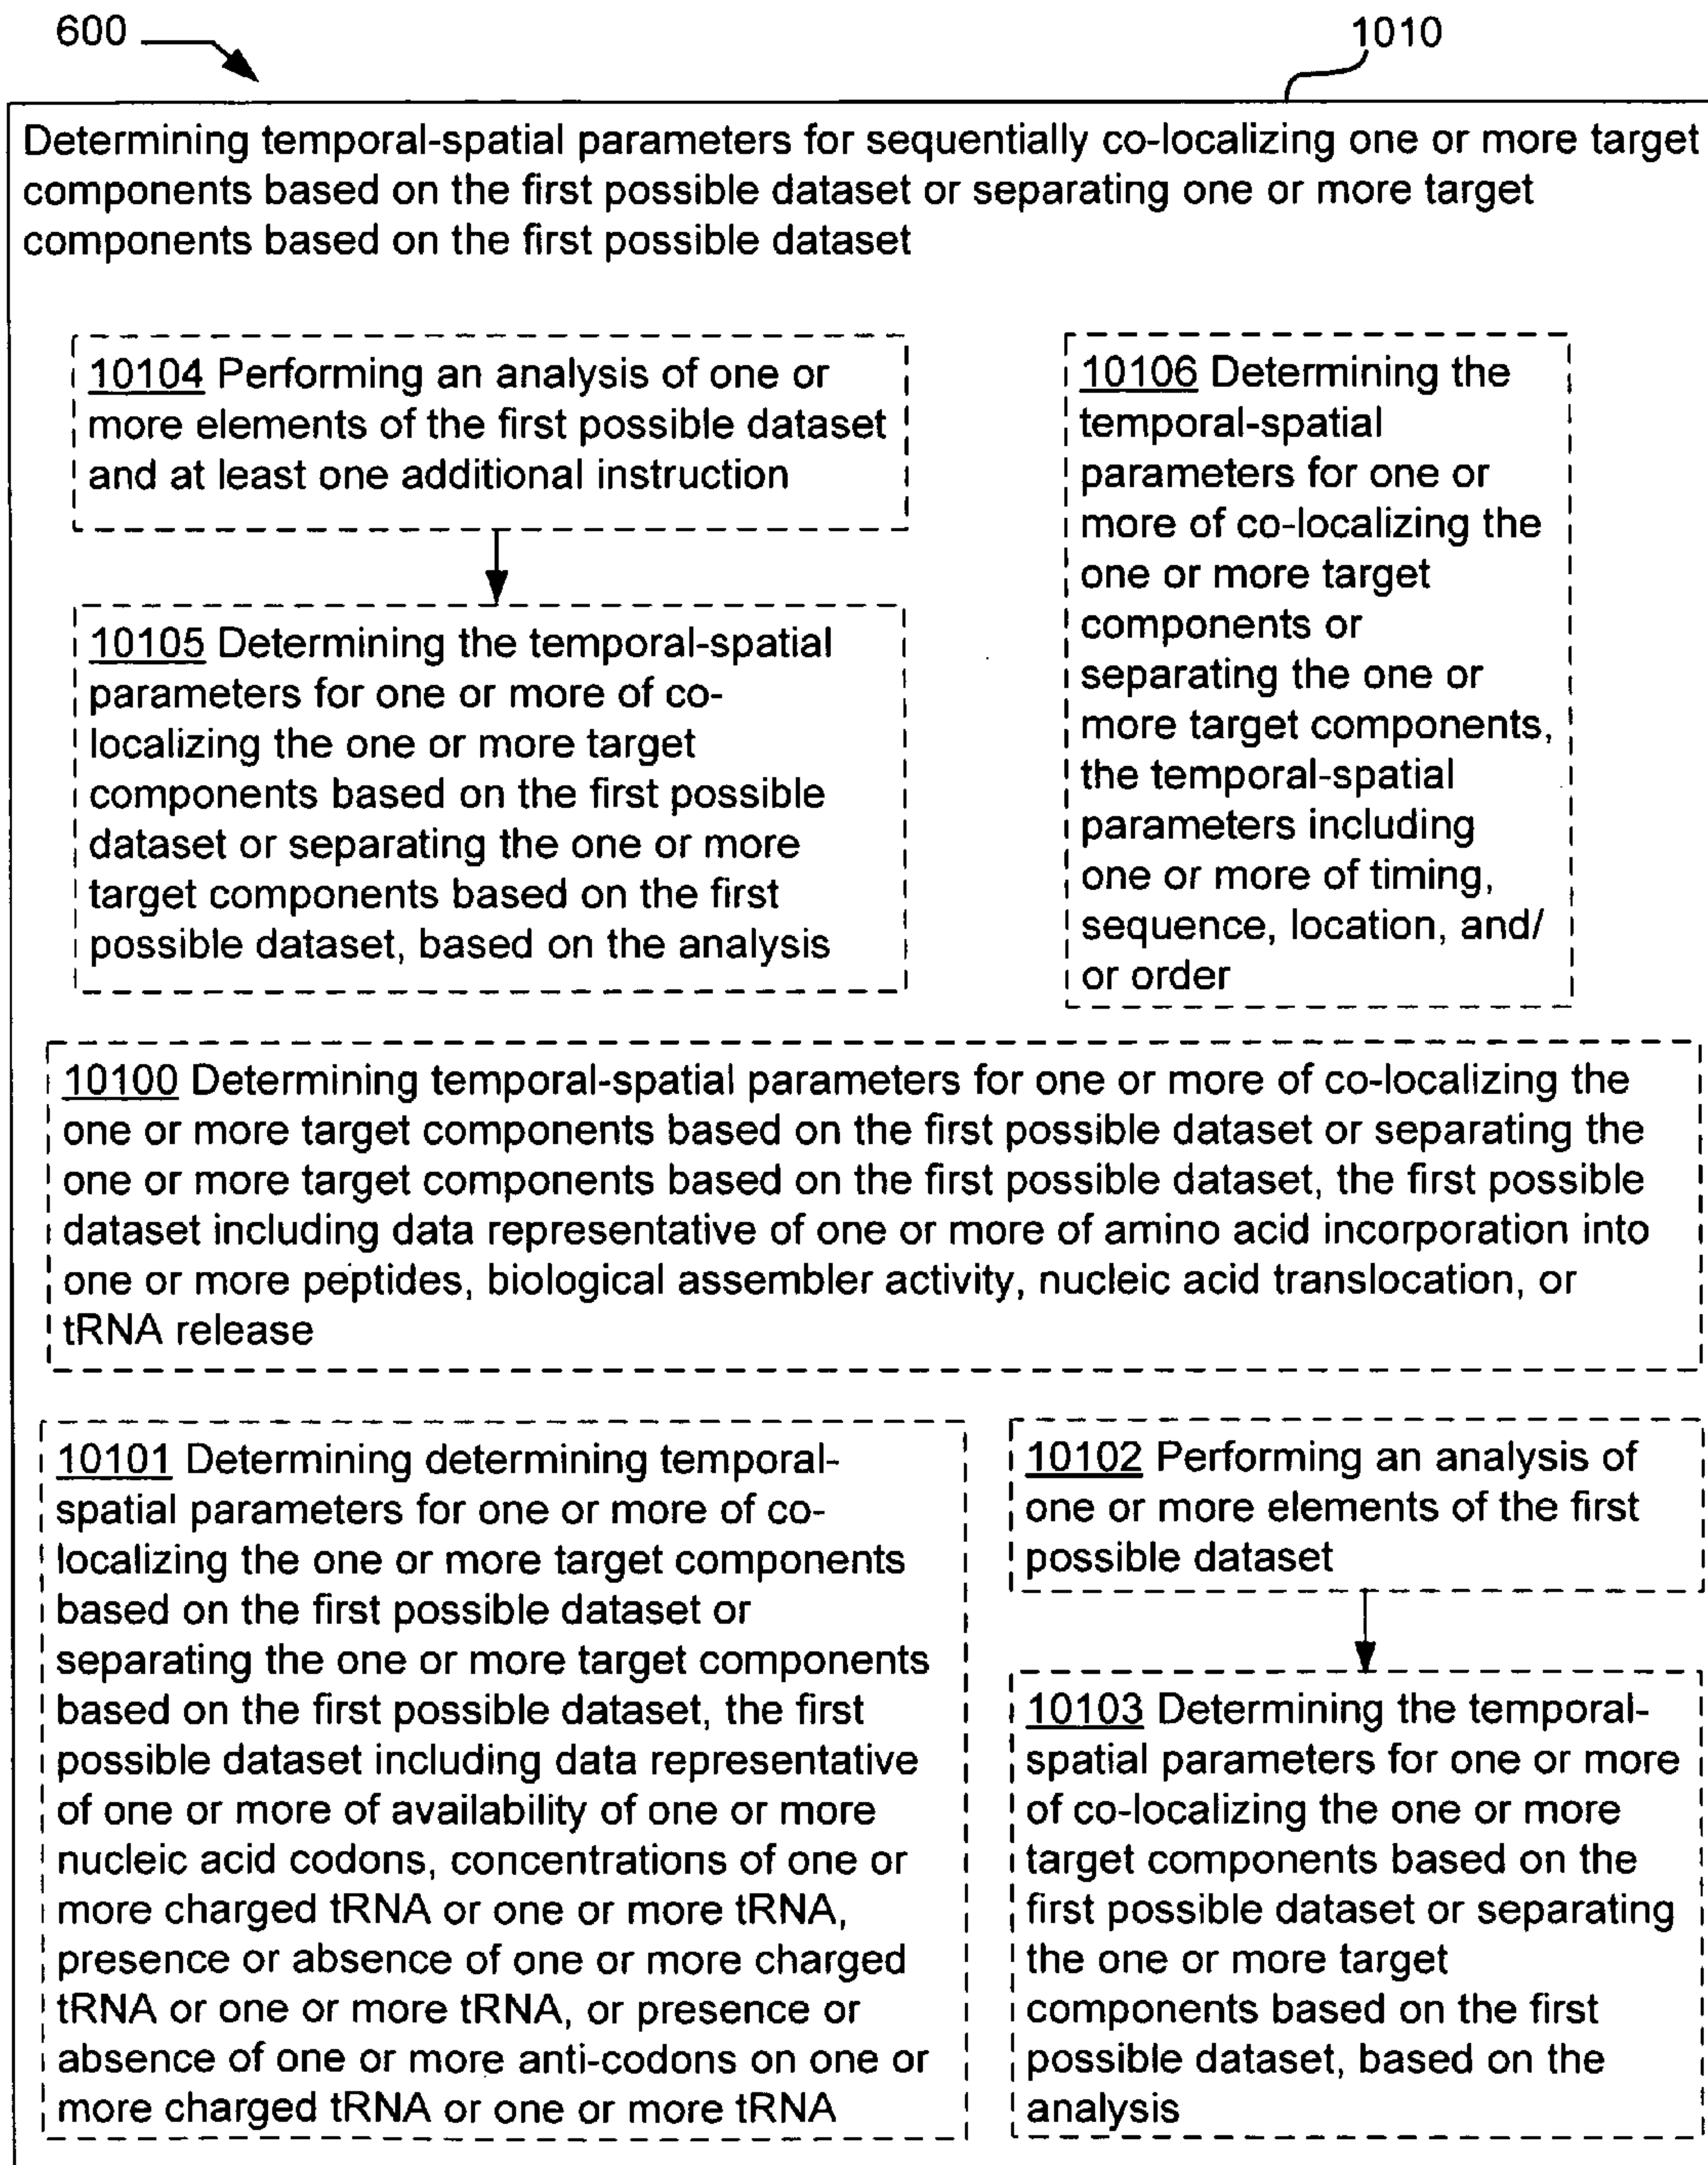 600
1010
Determining temporal-spatial parameters for sequentially co-localizing one or more target
components based on the first possible dataset or separating one or more target
components based on the first possible dataset
10104 Performing an analysis of one or
more elements of the first possible dataset
and at least one additional instruction
10105 Determining the temporal-spatial
parameters for one or more of co-
localizing the one or more target
components based on the first possible
dataset or separating the one or more
target components based on the first
possible dataset, based on the analysis
10106 Determining the
temporal-spatial
parameters for one or
more of co-localizing the
one or more target
components or
separating the one or
more target components,
the temporal-spatial
parameters including
one or more of timing,
sequence, location, and/
or order
10100 Determining temporal-spatial parameters for one or more of co-localizing the
one or more target components based on the first possible dataset or separating the
one or more target components based on the first possible dataset, the first possible
dataset including data representative of one or more of amino acid incorporation into
one or more peptides, biological assembler activity, nucleic acid translocation, or
tRNA release
10101 Determining determining temporal-
spatial parameters for one or more of co-
localizing the one or more target components
based on the first possible dataset or
separating the one or more target components
based on the first possible dataset, the first
possible dataset including data representative
of one or more of availability of one or more
nucleic acid codons, concentrations of one or
more charged tRNA or one or more tRNA,
presence or absence of one or more charged
tRNA or one or more tRNA, or presence or
absence of one or more anti-codons on one or
more charged tRNA or one or more tRNA
10102 Performing an analysis of
one or more elements of the first
possible dataset
10103 Determining the temporal-
spatial parameters for one or more
of co-localizing the one or more
target components based on the
first possible dataset or separating
the one or more target
components based on the first
possible dataset, based on the
analysis